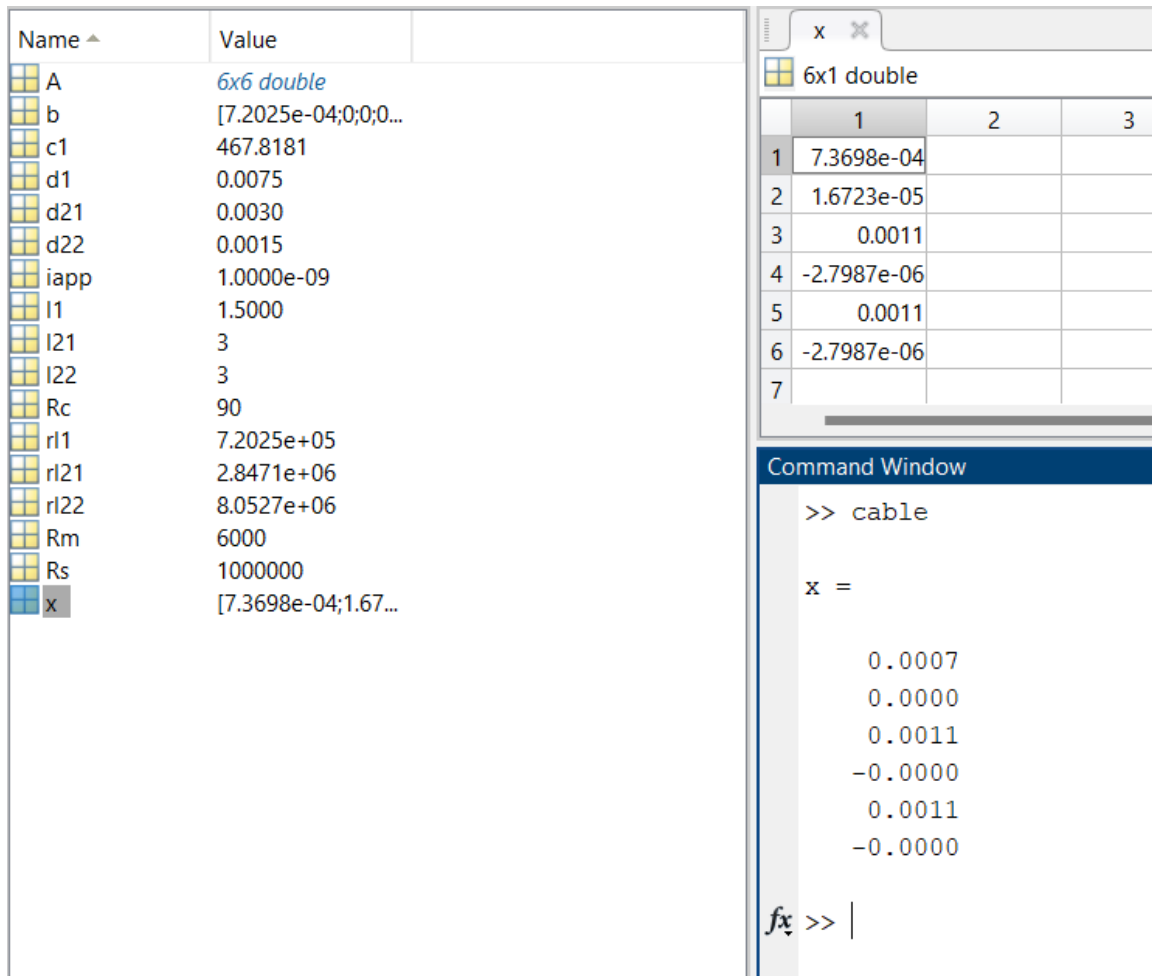 Name Value
A 6x6 double
b [7.2025e-04;0;0;0...
c1 467.8181
d1 0.0075
d21 0.0030
d22 0.0015
iapp 1.0000e-09
l1 1.5000
l21 3
l22 3
Rc 90
rl1 7.2025e+05
rl21 2.8471e+06
rl22 8.0527e+06
Rm 6000
Rs 1000000
x [7.3698e-04;1.67...
x
6x1 double
1 2 3
1 7.3698e-04
2 1.6723e-05
3 0.0011
4 -2.7987e-06
5 0.0011
6 -2.7987e-06
7
Command Window
>> cable
x =
0.0007
0.0000
0.0011
-0.0000
0.0011
-0.0000
fx >>